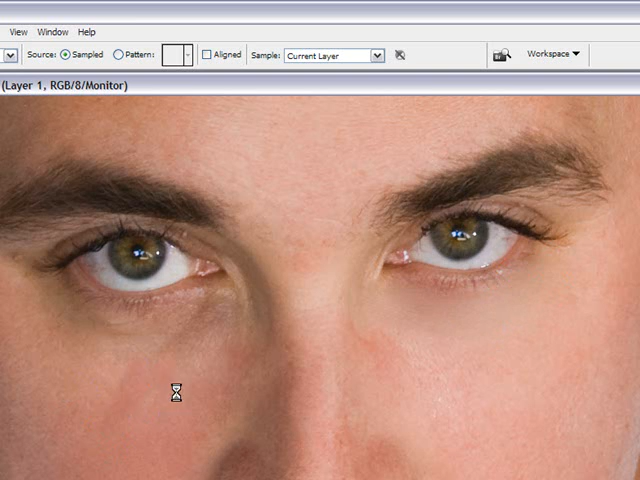 View Window Help
Source: Sampled Pattern: Aligned Sample: Current Layer Workspace
(Layer 1, RGB/8/Monitor)